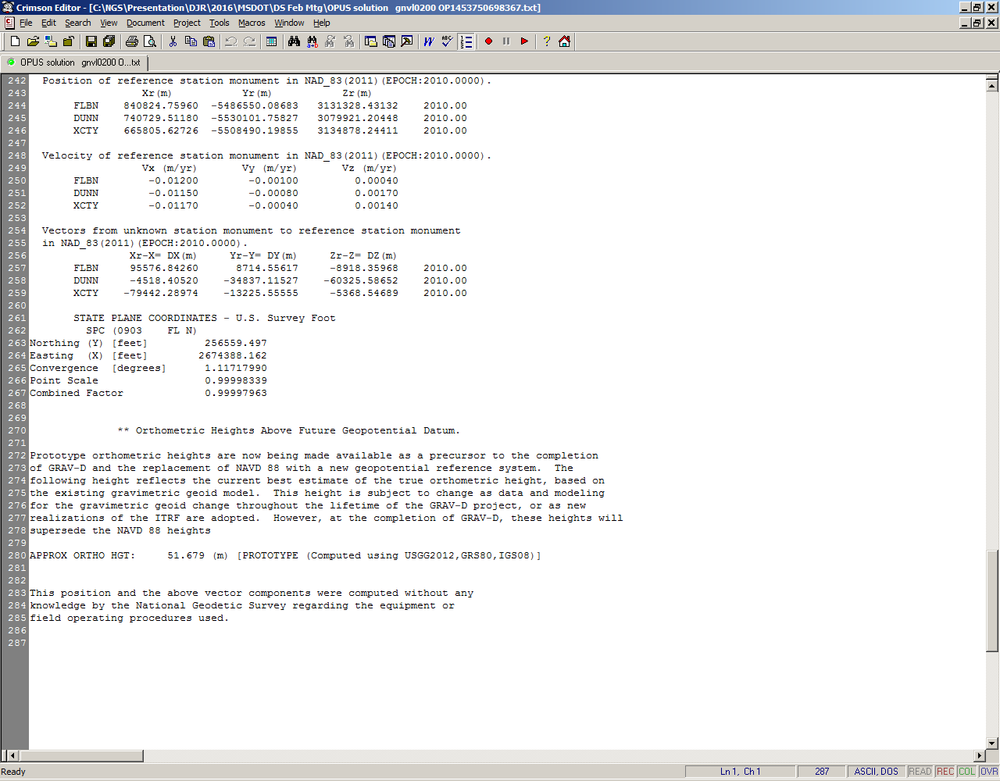 Crimson Editor - [C:\NGS\Presentation\DJR\2016\MSDOT\DS Feb Mtg\OPUS solution   gnvl0200 OP1453750698367.txt]
File Edit Search View Document Project Tools Macros Window Help
OPUS solution   gnvl0200 O...txt
242   Position of reference station monument in NAD_83(2011)(EPOCH:2010.0000).
243                   Xr(m)           Yr(m)           Zr(m)
244        FLBN    840824.75960  -5486550.08683  3131328.43132    2010.00
245        DUNN    740729.51180  -5530101.75827  3079921.20448    2010.00
246        XCTY    665805.62726  -5508490.19855  3134878.24411    2010.00
247
248   Velocity of reference station monument in NAD_83(2011)(EPOCH:2010.0000).
249                   Vx (m/yr)       Vy (m/yr)       Vz (m/yr)
250        FLBN        -0.01200        -0.00100         0.00040
251        DUNN        -0.01150        -0.00080         0.00170
252        XCTY        -0.01170        -0.00040         0.00140
253
254   Vectors from unknown station monument to reference station monument
255   in NAD_83(2011)(EPOCH:2010.0000).
256                 Xr-X= DX(m)     Yr-Y= DY(m)     Zr-Z= DZ(m)
257        FLBN     95576.84260      8714.55617     -8918.35968    2010.00
258        DUNN     -4518.40520    -34837.11527    -60325.58652    2010.00
259        XCTY    -79442.28974    -13225.55555     -5368.54689    2010.00
260
261        STATE PLANE COORDINATES - U.S. Survey Foot
262          SPC (0903    FL N)
263 Northing (Y) [feet]         256559.497
264 Easting  (X) [feet]        2674388.162
265 Convergence  [degrees]      1.11717990
266 Point Scale                 0.99998339
267 Combined Factor             0.99997963
268
269
270               ** Orthometric Heights Above Future Geopotential Datum.
271
272 Prototype orthometric heights are now being made available as a precursor to the completion
273 of GRAV-D and the replacement of NAVD 88 with a new geopotential reference system.  The
274 following height reflects the current best estimate of the true orthometric height, based on
275 the existing gravimetric geoid model.  This height is subject to change as data and modeling
276 for the gravimetric geoid change throughout the lifetime of the GRAV-D project, or as new
277 realizations of the ITRF are adopted.  However, at the completion of GRAV-D, these heights will
278 supersede the NAVD 88 heights
279
280 APPROX ORTHO HGT:     51.679 (m) [PROTOTYPE (Computed using USGG2012,GRS80,IGS08)]
281
282
283 This position and the above vector components were computed without any
284 knowledge by the National Geodetic Survey regarding the equipment or
285 field operating procedures used.
286
287
Ready Ln 1, Ch 1 287 ASCII, DOS READ REC COL OVR